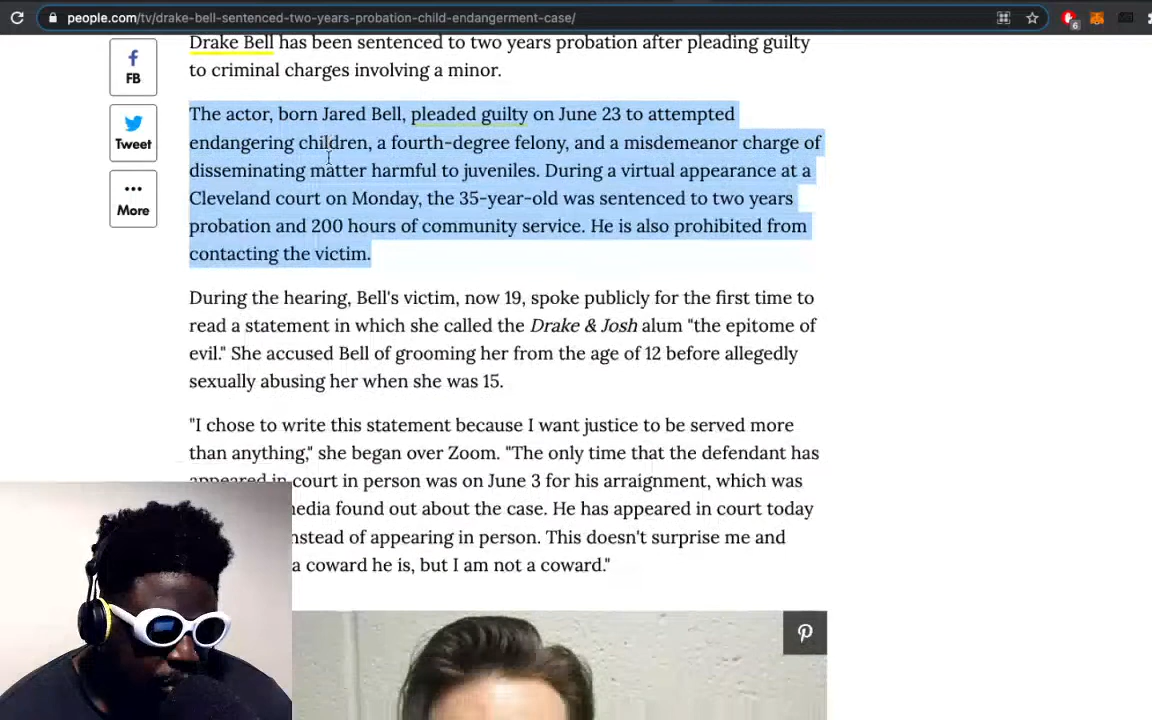 people.com/tv/drake-bell-sentenced-two-years-probation-child-endangerment-case/
6
Drake Bell has been sentenced to two years probation after pleading guilty
to criminal charges involving a minor.
FB
The actor, born Jared Bell, pleaded guilty on June 23 to attempted
Tweet
endangering children, a fourth-degree felony, and a misdemeanor charge of
disseminating matter harmful to juveniles. During a virtual appearance at a
More
Cleveland court on Monday, the 35-year-old was sentenced to two years
probation and 200 hours of community service. He is also prohibited from
contacting the victim.
During the hearing, Bell's victim, now 19, spoke publicly for the first time to
read a statement in which she called the Drake & Josh alum "the epitome of
evil." She accused Bell of grooming her from the age of 12 before allegedly
sexually abusing her when she was 15.
"I chose to write this statement because I want justice to be served more
than anything," she began over Zoom. "The only time that the defendant has
appeared in court in person was on June 3 for his arraignment, which was
found out about the case. He has appeared in court today
of appearing in person. This doesn't surprise me and
a coward he is, but I am not a coward."